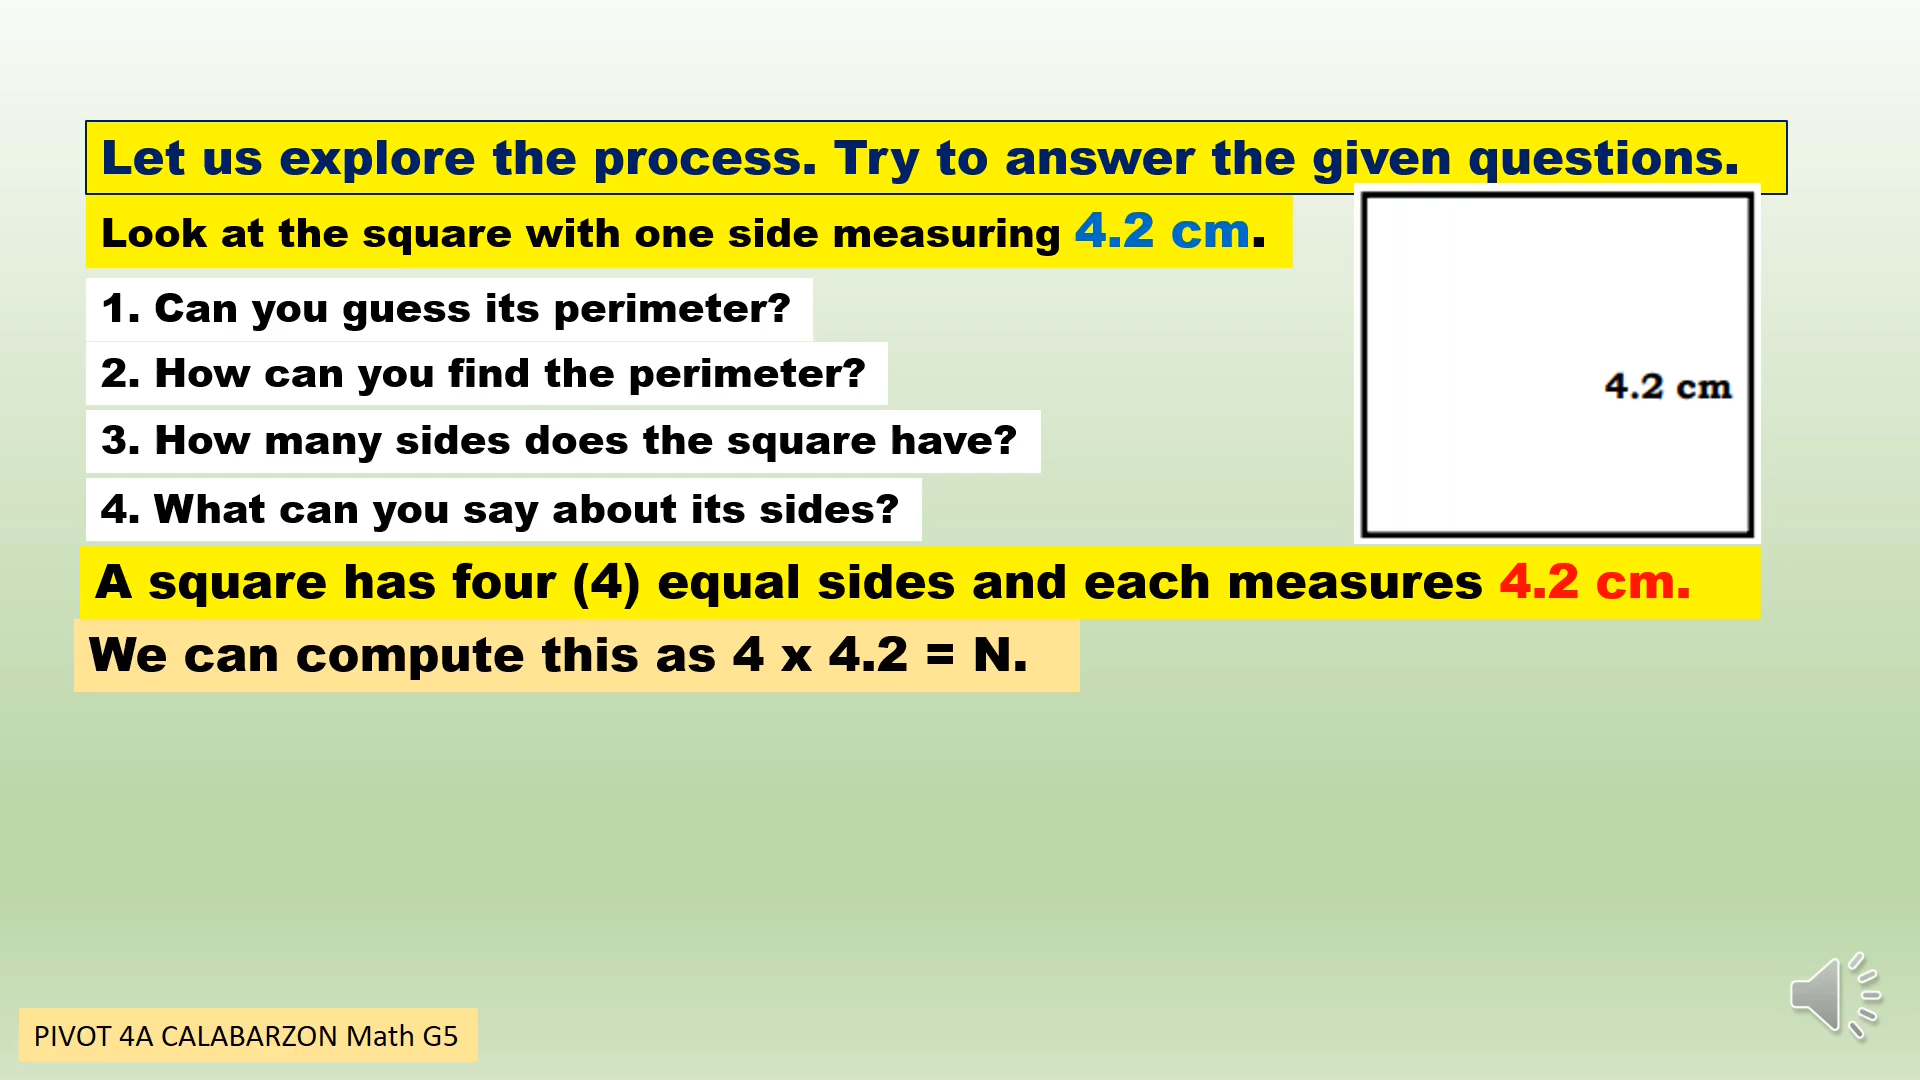 Let us explore the process. Try to answer the given questions.
Look at the square with one side measuring 4.2 cm.
1. Can you guess its perimeter?
2. How can you find the perimeter?
3. How many sides does the square have?
4. What can you say about its sides?
4.2 cm
A square has four (4) equal sides and each measures 4.2 cm.
We can compute this as 4 x 4.2 = N.
PIVOT 4A CALABARZON Math G5